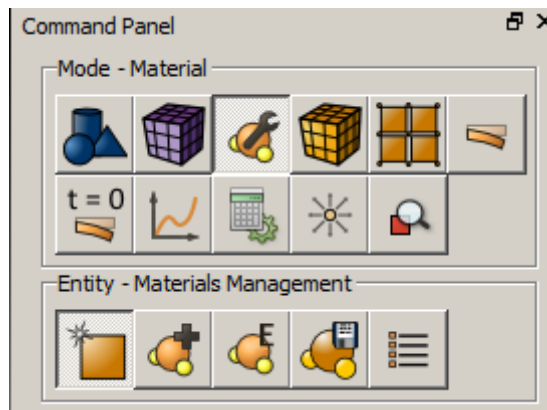 Command Panel
Mode - Material
t = 0
Entity - Materials Management
E